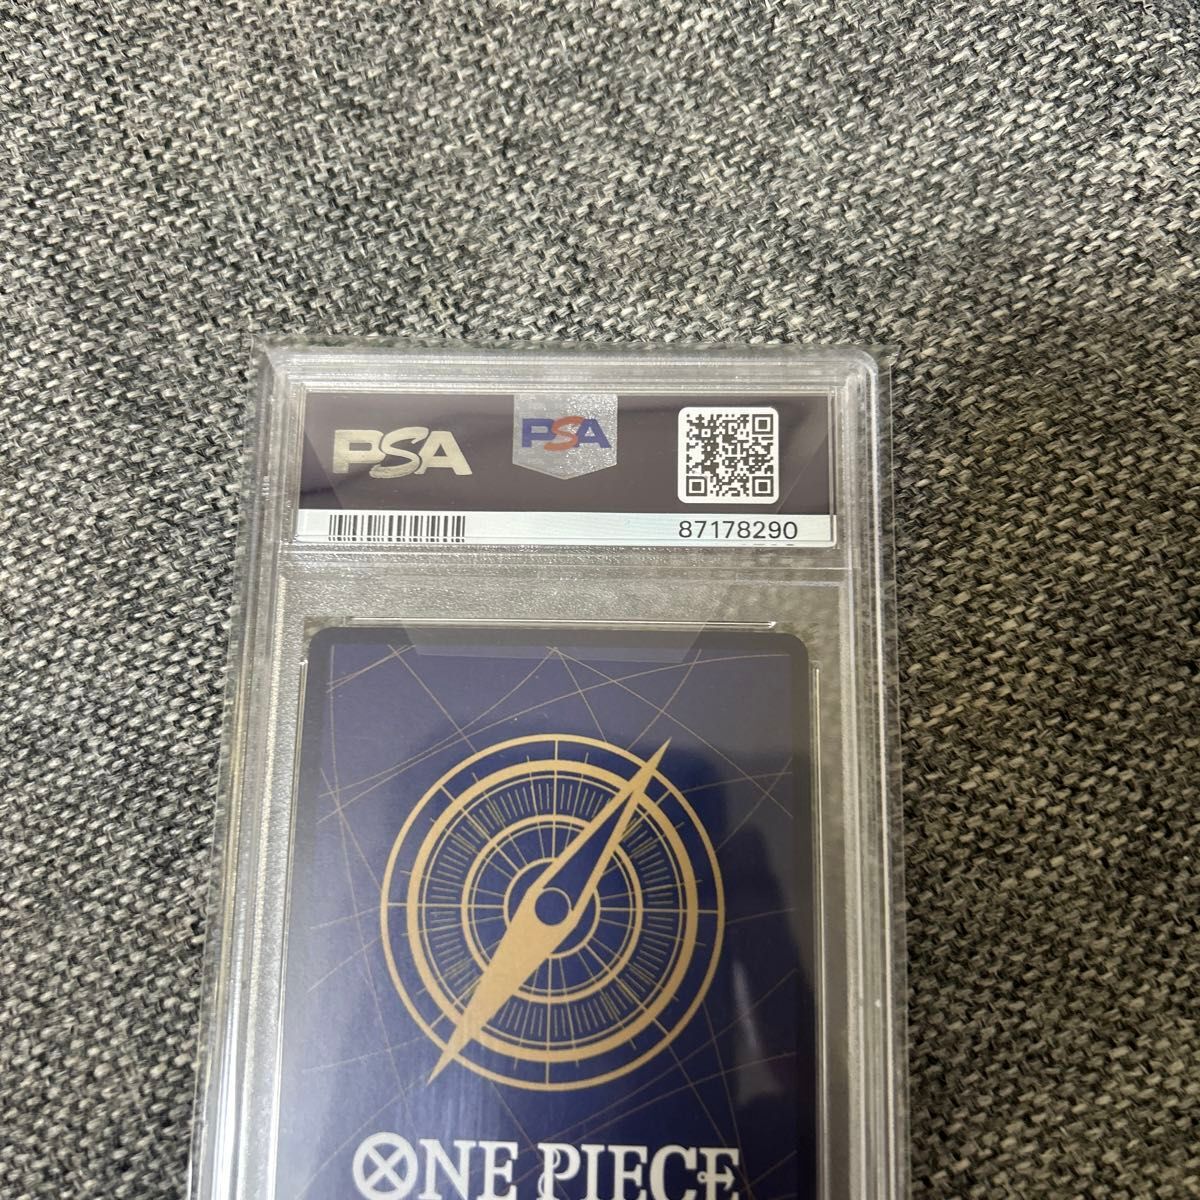 PSA PSA
87178290
ONE PIECE